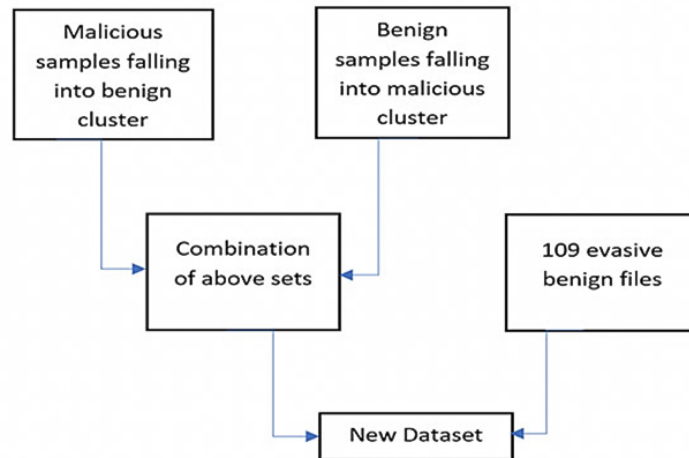 Malicious
samples falling
into benign
cluster
Benign
samples falling
into malicious
cluster
Combination
of above sets
109 evasive
benign files
New Dataset